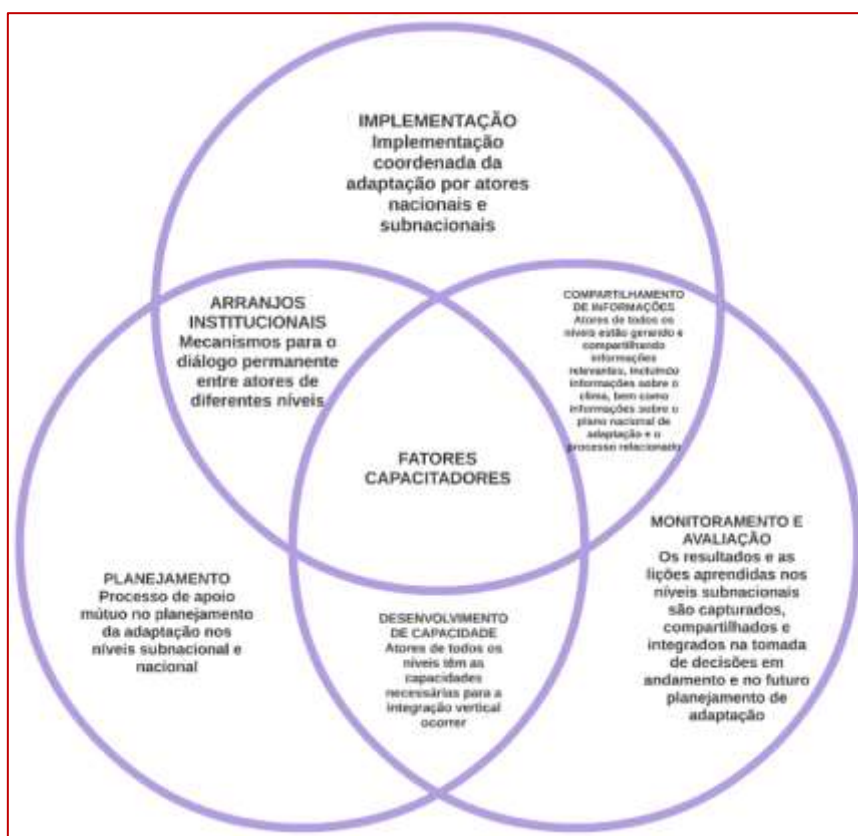 IMPLEMENTAÇÃO
Implementação
coordenada da
adaptação por atores
nacionais e
subnacionais
ARRANJOS
INSTITUCIONAIS
Mecanismos para o
diálogo permanente
entre atores de
diferentes níveis
COMPARTILHAMENTO
DE INFORMAÇÕES
Atores de todos os
níveis estão gerando e
compartilhando
informações
relevantes, incluindo
informações sobre o
clima, bem como
informações sobre o
plano nacional de
adaptação e o
processo relacionado
FATORES
CAPACITADORES
PLANEJAMENTO
Processo de apoio
mútuo no planejamento
da adaptação nos
níveis subnacional e
nacional
DESENVOLVIMENTO
DE CAPACIDADE
Atores de todos os
níveis têm as
capacidades
necessárias para a
integração vertical
ocorrer
MONITORAMENTO E
AVALIAÇÃO
Os resultados e as
lições aprendidas nos
níveis subnacionais
são capturados,
compartilhados e
integrados na tomada
de decisões em
andamento e no futuro
planejamento de
adaptação